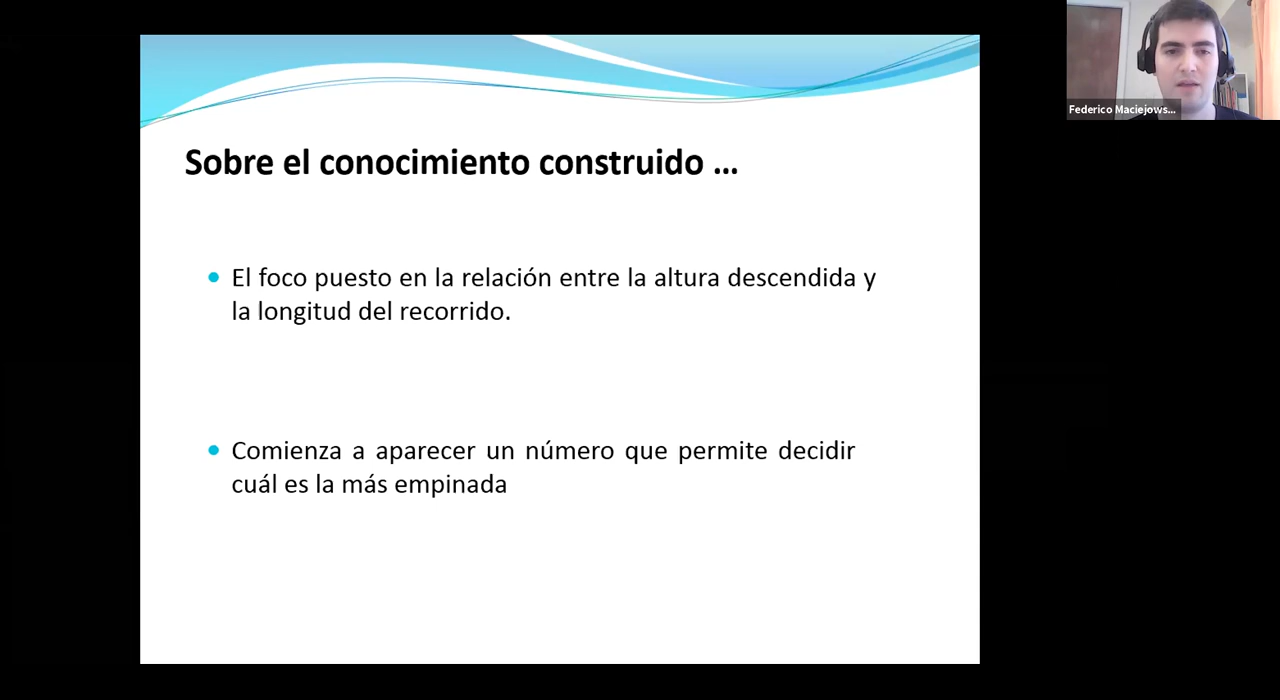 Federico Maciejows...
Sobre el conocimiento construido ...
El foco puesto en la relación entre la altura descendida y
la longitud del recorrido.
Comienza a aparecer un número que permite decidir
cuál es la más empinada